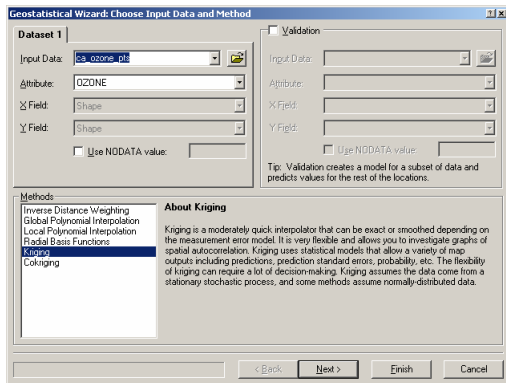 Geostatistical Wizard: Choose Input Data and Method
Dataset 1
Input Data: ca_ozone_pts
Attribute: OZONE
X Field: Shape
Y Field: Shape
Use NODATA value:
Validation
Input Data:
Attribute:
X Field:
Y Field:
Use NODATA value:
Tip: Validation creates a model for a subset of data and
predicts values for the rest of the locations.
Methods
Inverse Distance Weighting
Global Polynomial Interpolation
Local Polynomial Interpolation
Radial Basis Functions
Kriging
Cokriging
About Kriging
Kriging is a moderately quick interpolator that can be exact or smoothed depending on
the measurement error model. It is very flexible and allows you to investigate graphs of
spatial autocorrelation. Kriging uses statistical models that allow a variety of map
outputs including predictions, prediction standard errors, probability, etc. The flexibility
of kriging can require a lot of decision-making. Kriging assumes the data come from a
stationary stochastic process, and some methods assume normally-distributed data.
< Back Next > Finish Cancel